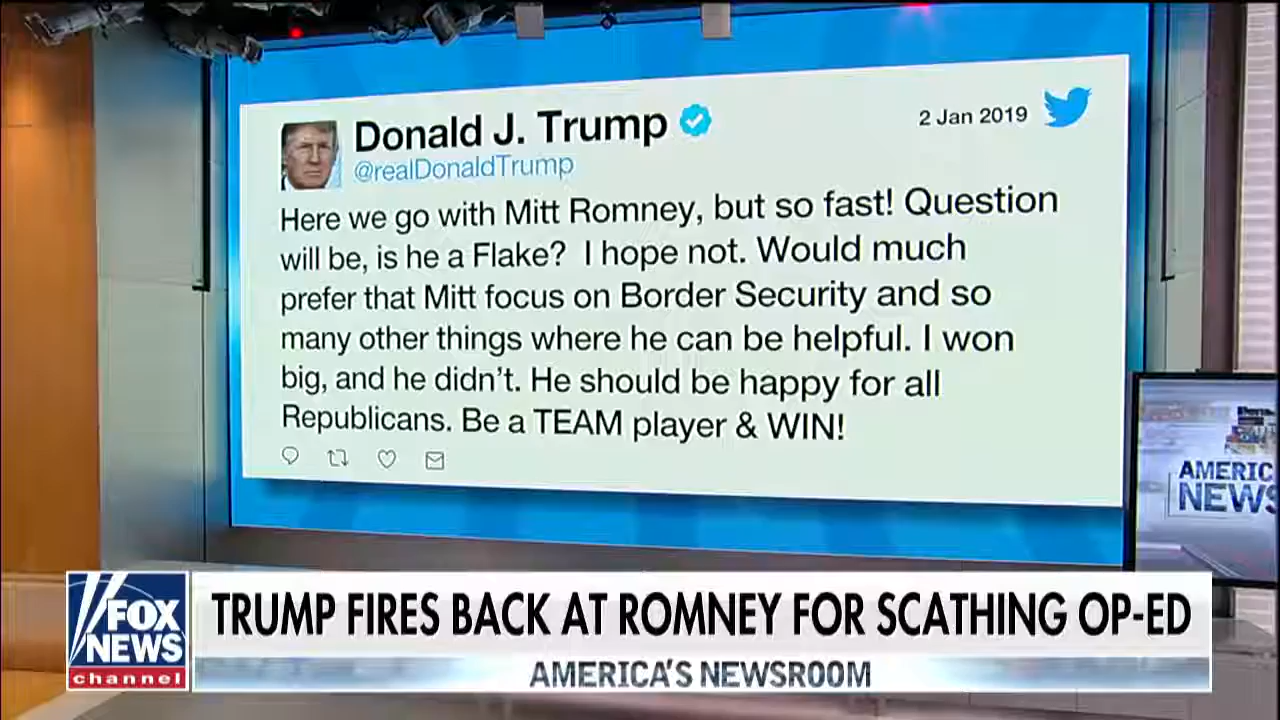 Donald J. Trump
@realDonaldTrump
2 Jan 2019
Here we go with Mitt Romney, but so fast! Question
will be, is he a Flake?  I hope not. Would much
prefer that Mitt focus on Border Security and so
many other things where he can be helpful. I won
big, and he didn't. He should be happy for all
Republicans. Be a TEAM player & WIN!
AMERIC
NEWS
FOX
NEWS
channel
TRUMP FIRES BACK AT ROMNEY FOR SCATHING OP-ED
AMERICA'S NEWSROOM